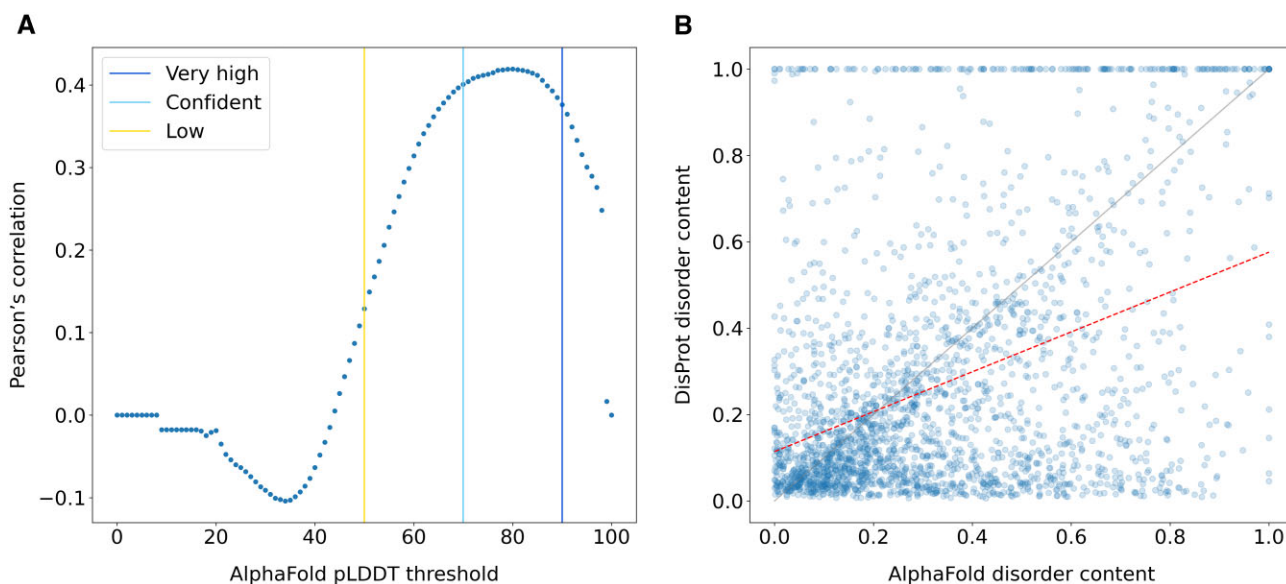 A
B
Very high
Confident
Low
0.4
0.3
0.2
0.1
0.0
−0.1
Pearson's correlation
0
20
40
60
80
100
AlphaFold pLDDT threshold
1.0
0.8
0.6
0.4
0.2
0.0
DisProt disorder content
0.0
0.2
0.4
0.6
0.8
1.0
AlphaFold disorder content